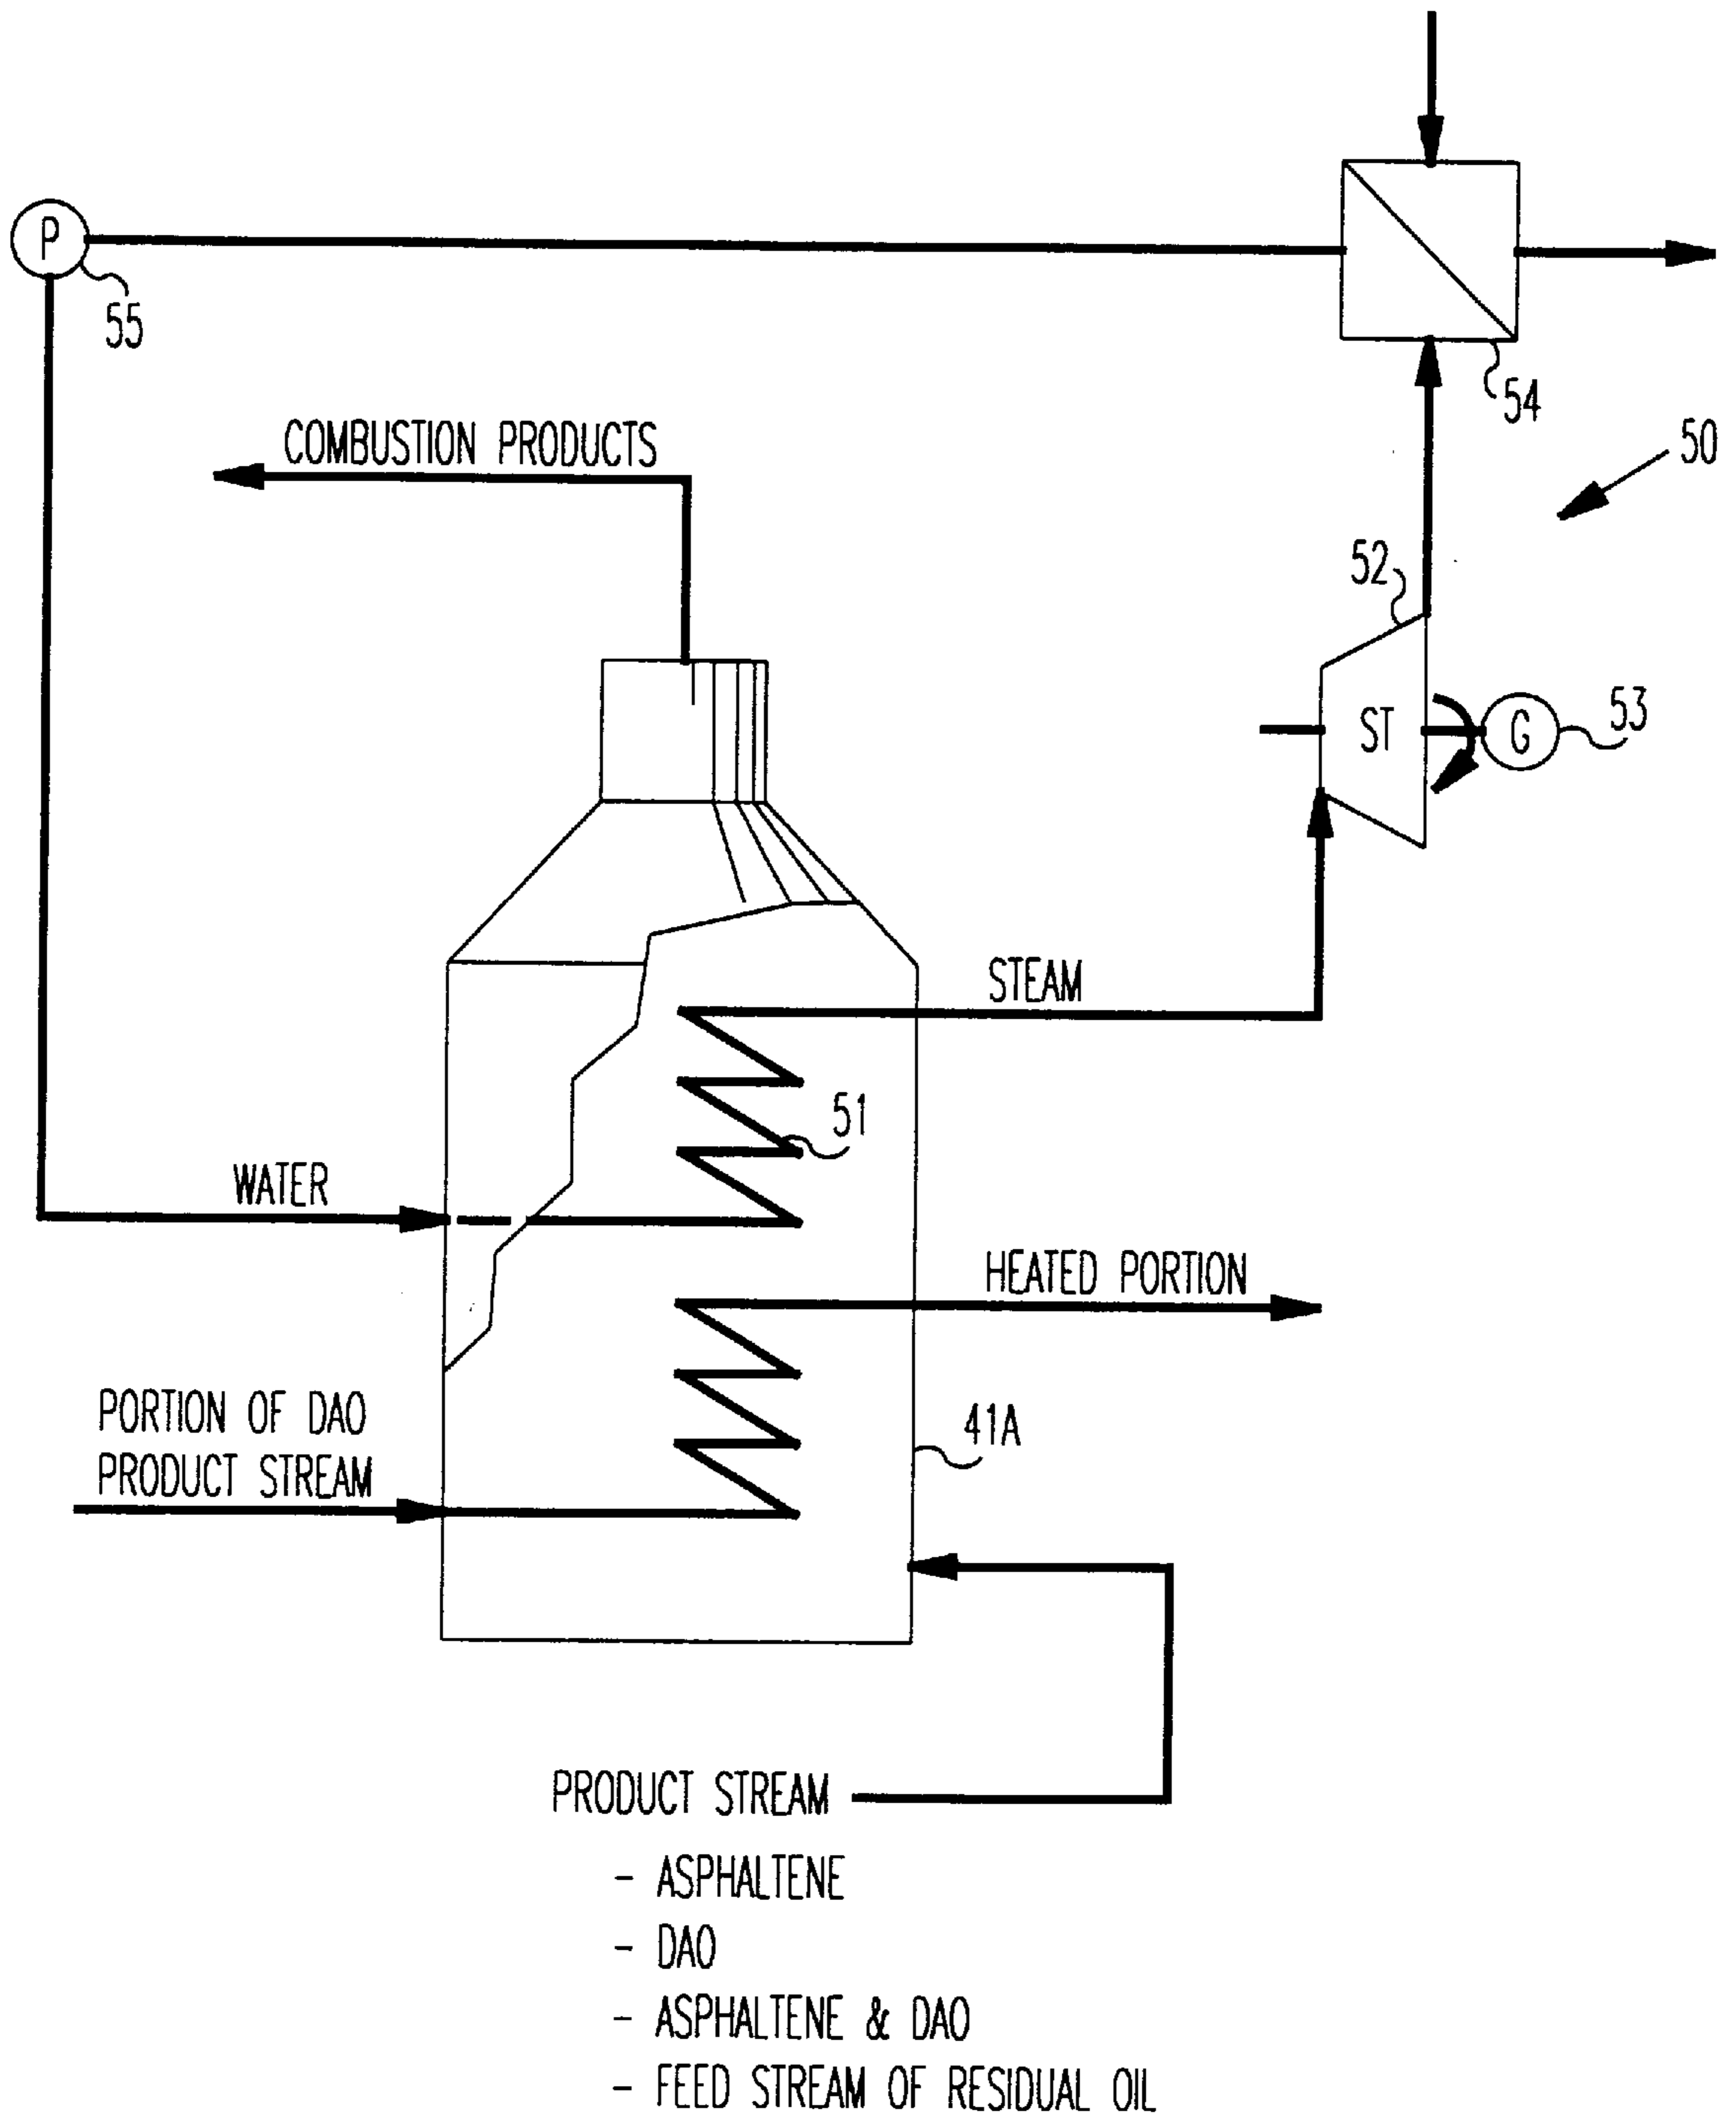 P
55
54
COMBUSTION PRODUCTS
50
52
ST
G
53
STEAM
51
WATER
HEATED PORTION
PORTION OF DAO
PRODUCT STREAM
41A
PRODUCT STREAM
- ASPHALTENE
- DAO
- ASPHALTENE & DAO
- FEED STREAM OF RESIDUAL OIL